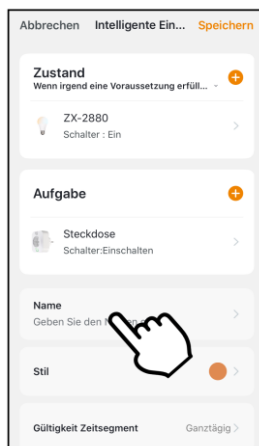 Abbrechen Intelligente Ein... Speichern
Zustand
Wenn irgend eine Voraussetzung erfüll...
ZX-2880
Schalter : Ein
Aufgabe
Steckdose
Schalter:Einschalten
Name
Geben Sie den
Stil
Gültigkeit Zeitsegment Ganztägig